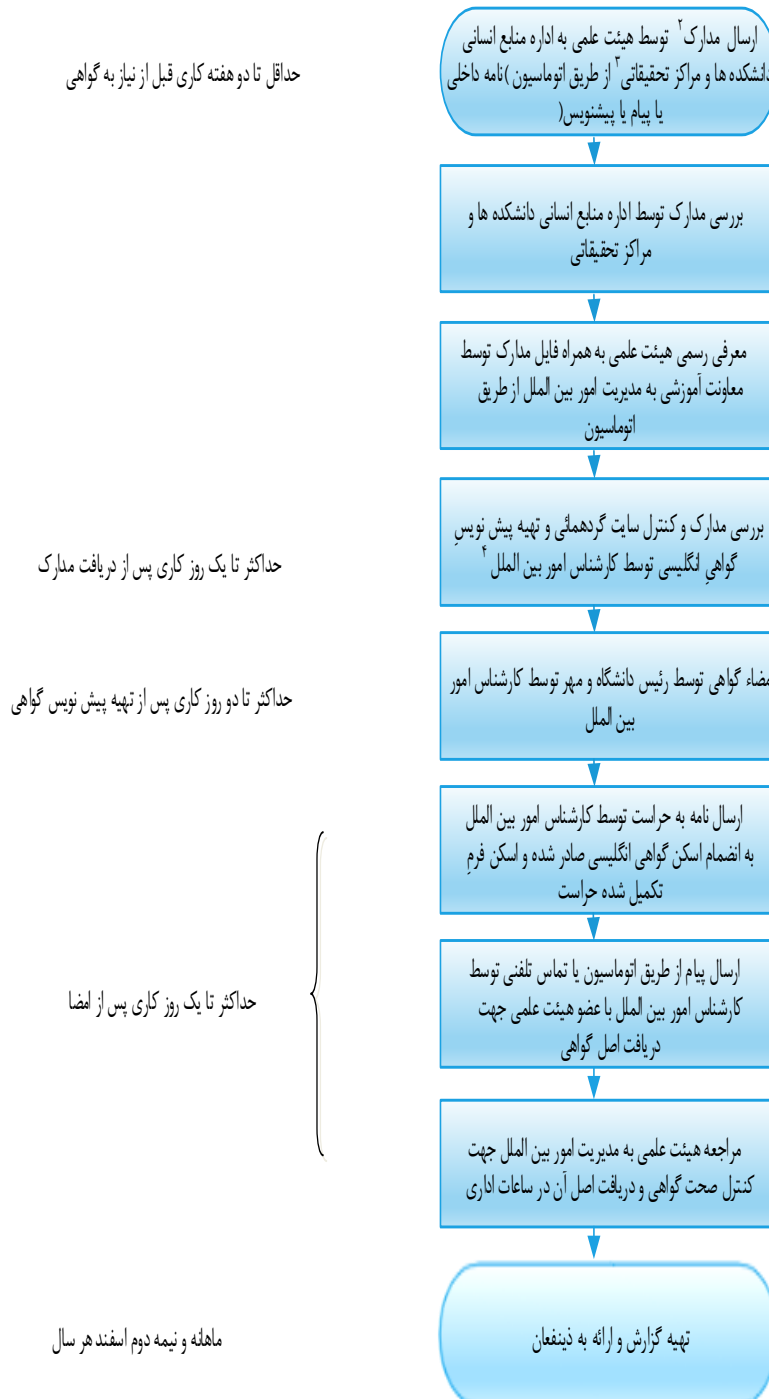 ارسال مدارک۲ توسط هیئت علمی به اداره منابع انسانی
دانشکده ها و مراکز تحقیقاتی۳ از طریق اتوماسیون )نامه داخلی
یا پیام یا پیشنویس(
حداقل تا دو هفته کاری قبل از نیاز به گواهی
بررسی مدارک توسط اداره منابع انسانی دانشکده ها و
مراکز تحقیقاتی
معرفی رسمی هیئت علمی به همراه فایل مدارک توسط
معاونت آموزشی به مدیریت امور بین الملل از طریق
اتوماسیون
بررسی مدارک و کنترل سایت گردهمائی و تهیه پیش نویسِ
گواهیِ انگلیسی توسط کارشناس امور بین الملل ۴
حداکثر تا یک روز کاری پس از دریافت مدارک
مضاء گواهی توسط رئیس دانشگاه و مهر توسط کارشناس امور
بین الملل
حداکثر تا دو روز کاری پس از تهیه پیش نویس گواهی
ارسال نامه به حراست توسط کارشناس امور بین الملل
به انضمام اسکن گواهی انگلیسی صادر شده و اسکن فرمِ
تکمیل شده حراست
ارسال پیام از طریق اتوماسیون یا تماس تلفنی توسط
کارشناس امور بین الملل با عضو هیئت علمی جهت
دریافت اصل گواهی
حداکثر تا یک روز کاری پس از امضا
مراجعه هیئت علمی به مدیریت امور بین الملل جهت
کنترل صحت گواهی و دریافت اصل آن در ساعات اداری
تهیه گزارش و ارائه به ذینفعان
ماهانه و نیمه دوم اسفند هر سال